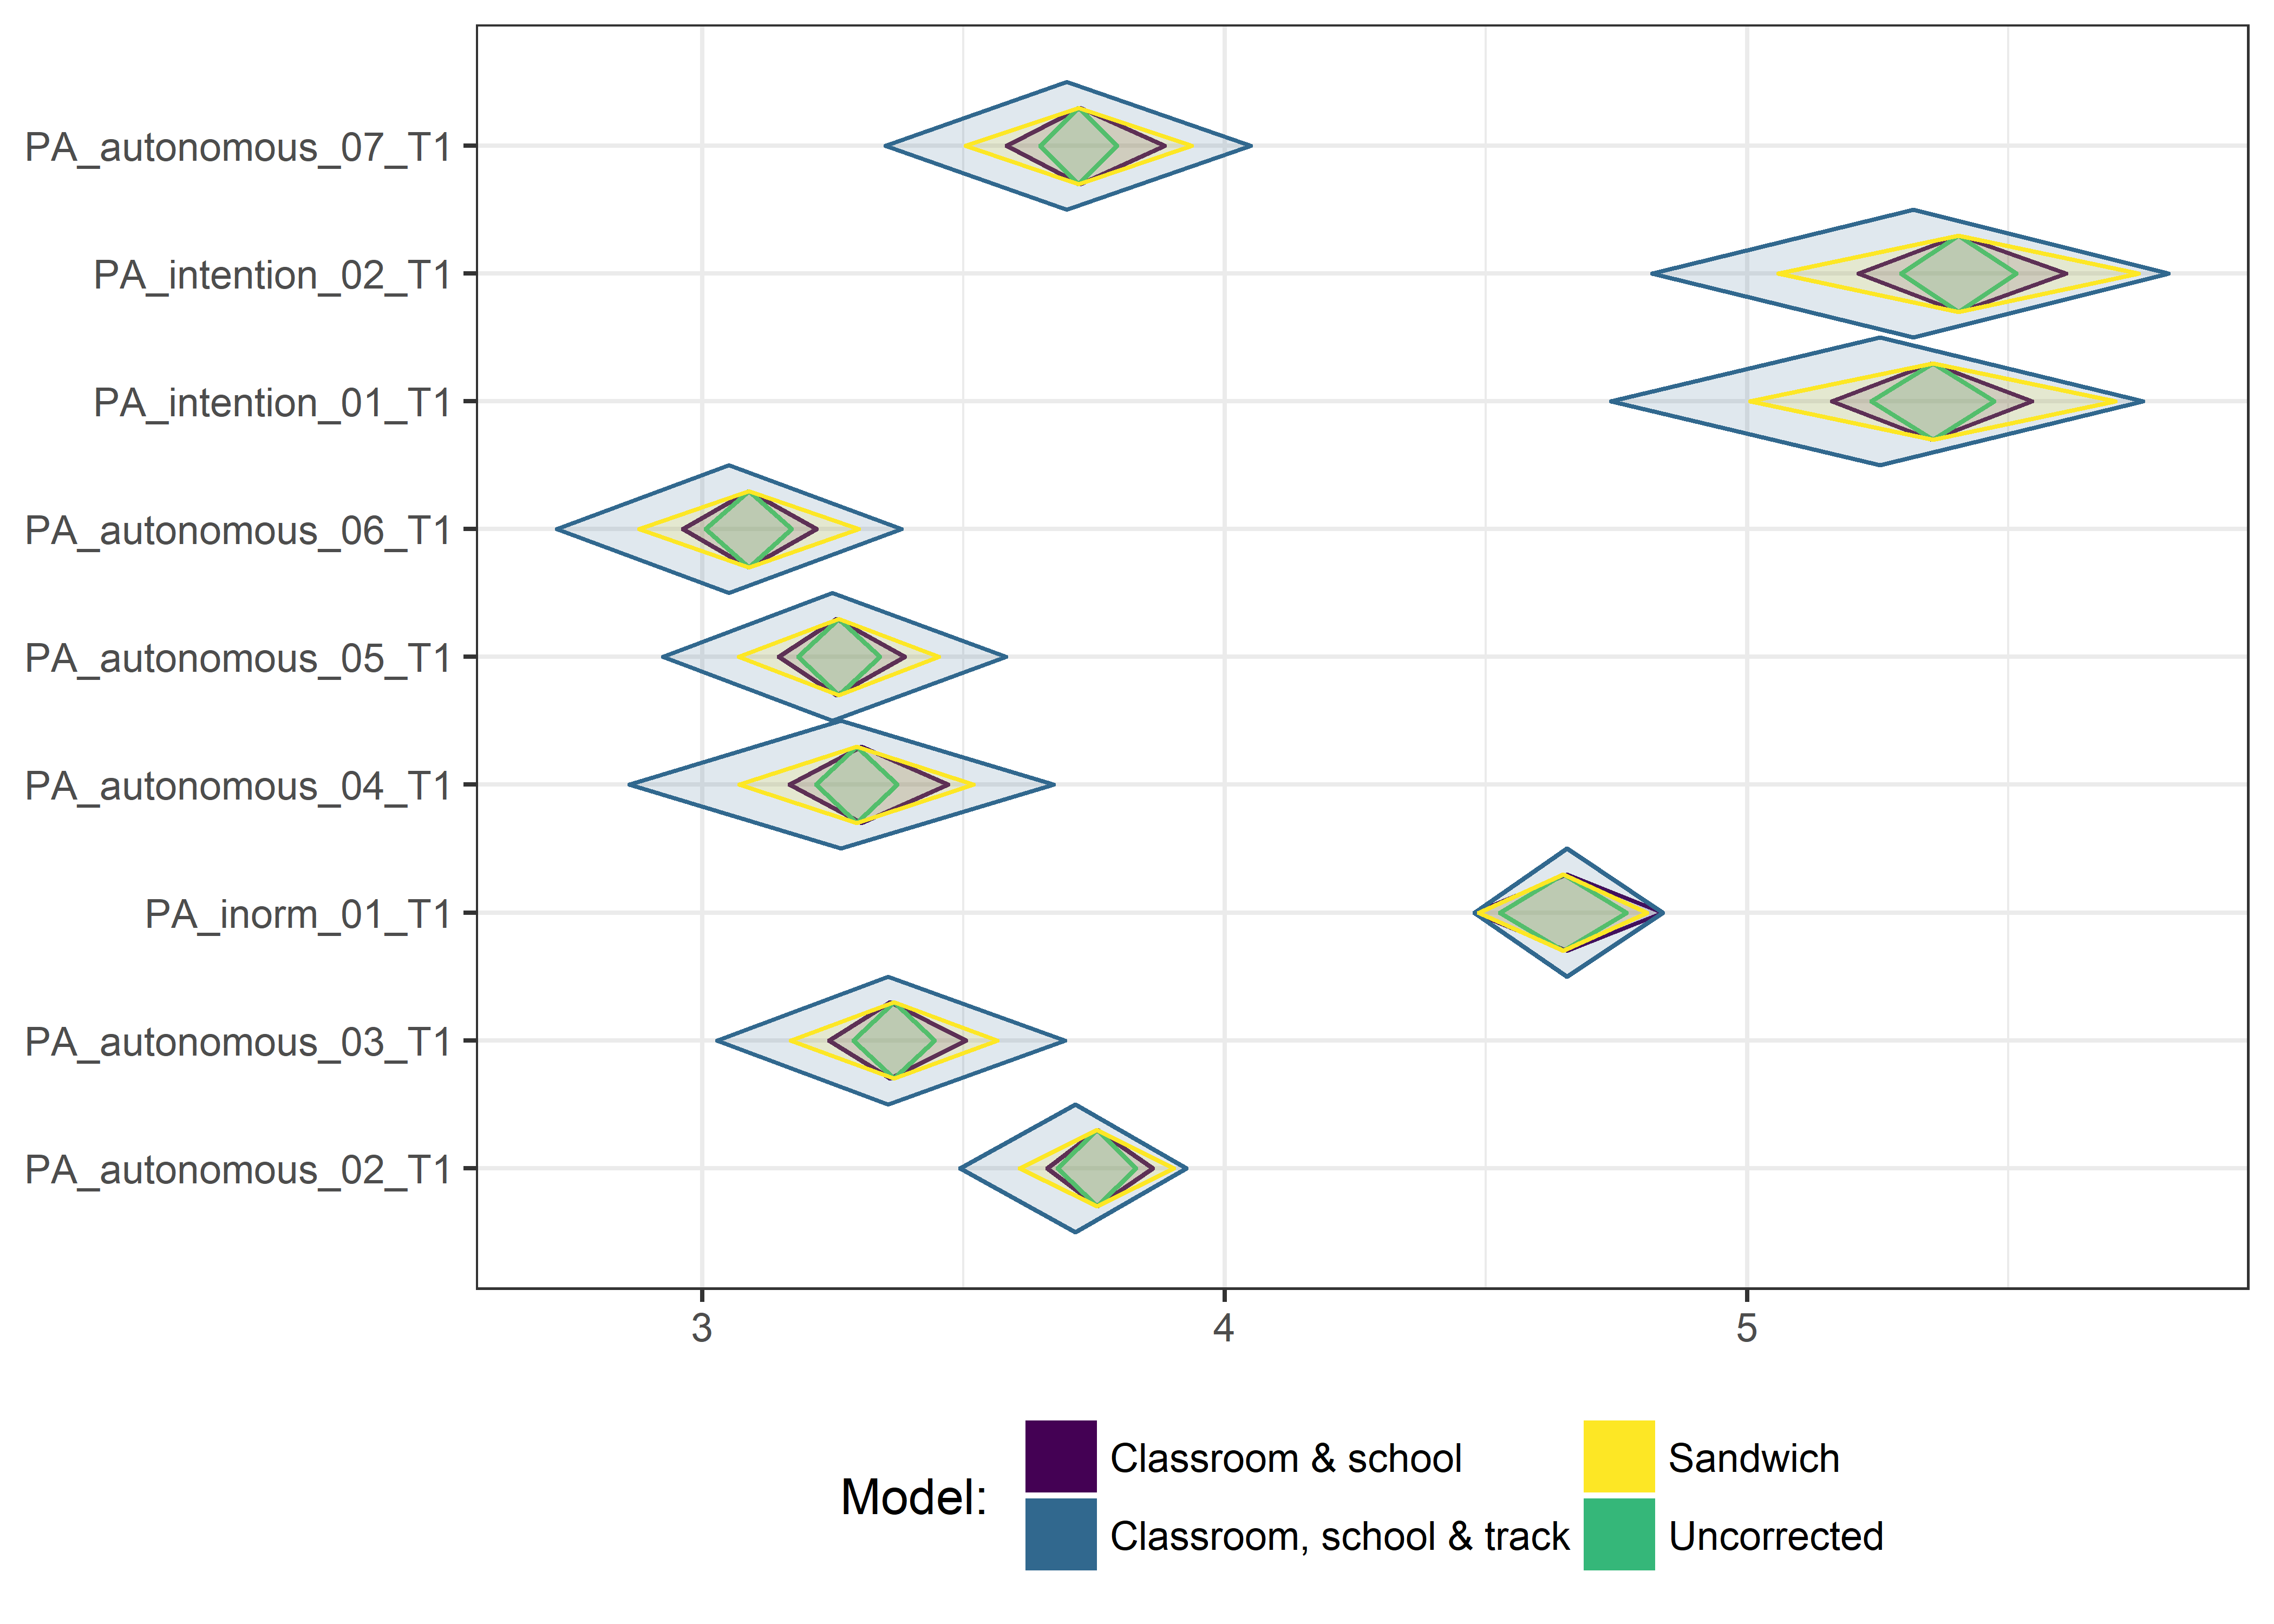 PA_autonomous_07_T1
PA_intention_02_T1
PA_intention_01_T1
PA_autonomous_06_T1
PA_autonomous_05_T1
PA_autonomous_04_T1
PA_inorm_01_T1
PA_autonomous_03_T1
PA_autonomous_02_T1
3 4 5
Model:
Classroom & school
Classroom, school & track
Sandwich
Uncorrected